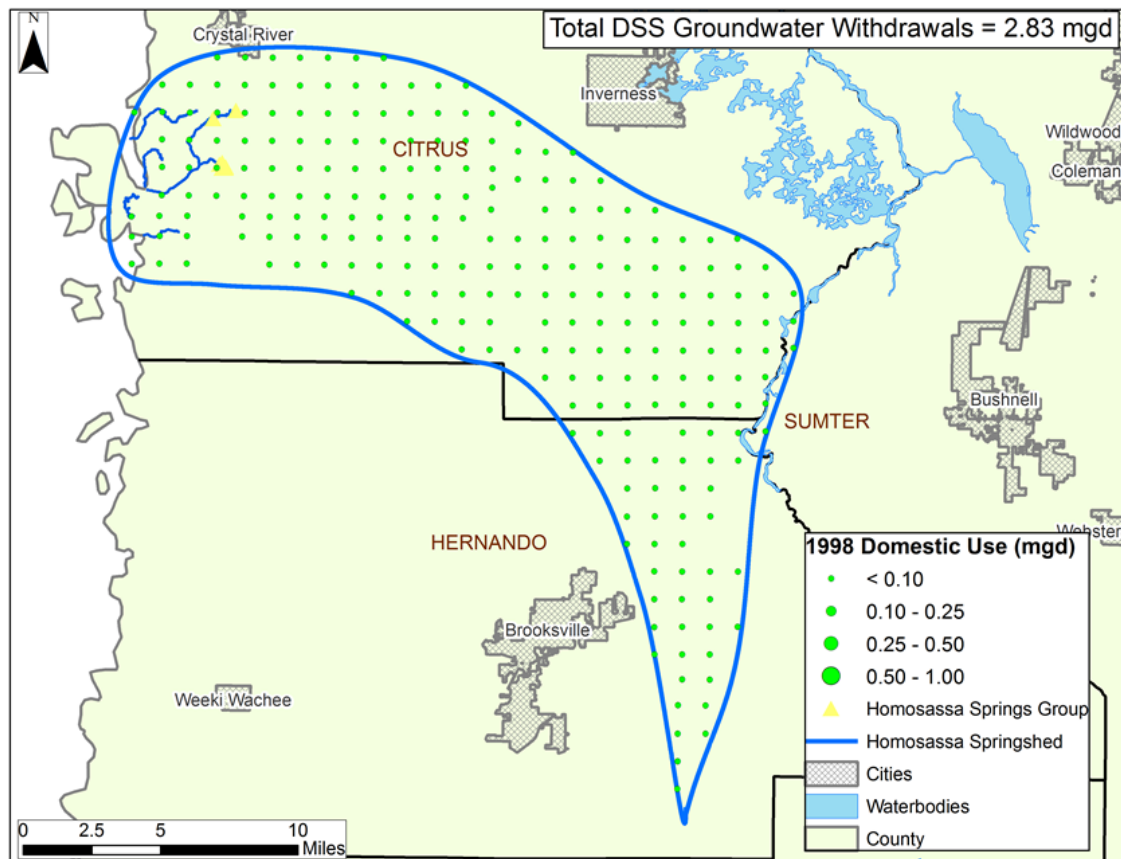 N
Total DSS Groundwater Withdrawals = 2.83 mgd
Crystal River
Inverness
Wildwood
Coleman
CITRUS
Bushnell
SUMTER
Webster
HERNANDO
Brooksville
Weeki Wachee
1998 Domestic Use (mgd)
< 0.10
0.10 - 0.25
0.25 - 0.50
0.50 - 1.00
Homosassa Springs Group
Homosassa Springshed
Cities
Waterbodies
County
0 2.5 5 10
Miles